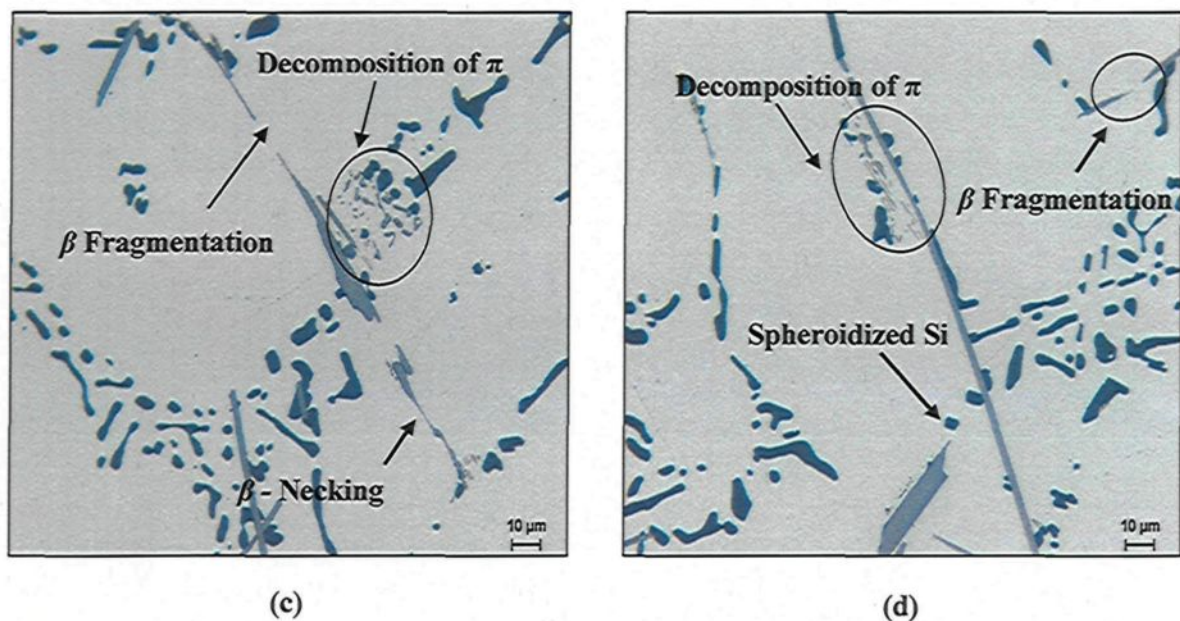 Decomposition of π
β Fragmentation
β - Necking
10 µm
(c)
Decomposition of π
β Fragmentation
Spheroidized Si
10 µm
(d)